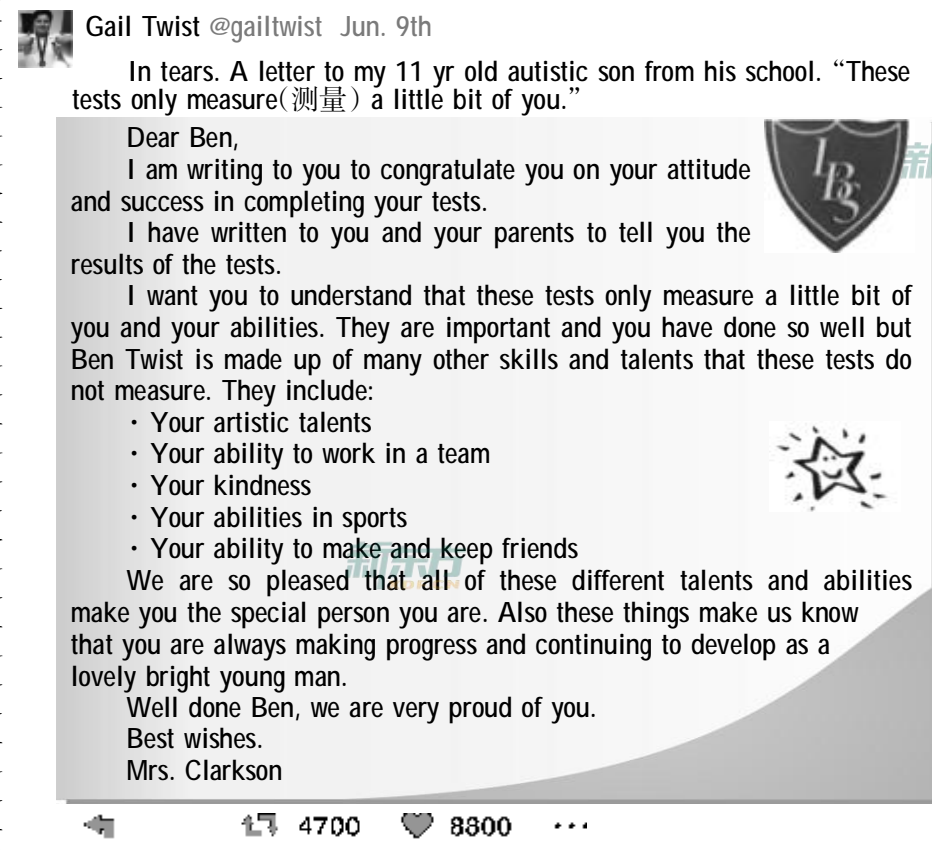 Gail Twist @gailtwist Jun. 9th
In tears. A letter to my 11 yr old autistic son from his school. “These
tests only measure(测量) a little bit of you.”
Dear Ben,
I am writing to you to congratulate you on your attitude
and success in completing your tests.
I have written to you and your parents to tell you the
results of the tests.
I want you to understand that these tests only measure a little bit of
you and your abilities. They are important and you have done so well but
Ben Twist is made up of many other skills and talents that these tests do
not measure. They include:
· Your artistic talents
· Your ability to work in a team
· Your kindness
· Your abilities in sports
· Your ability to make and keep friends
We are so pleased that all of these different talents and abilities
make you the special person you are. Also these things make us know
that you are always making progress and continuing to develop as a
lovely bright young man.
Well done Ben, we are very proud of you.
Best wishes.
Mrs. Clarkson
LBS
新东方
4700 8800 ···